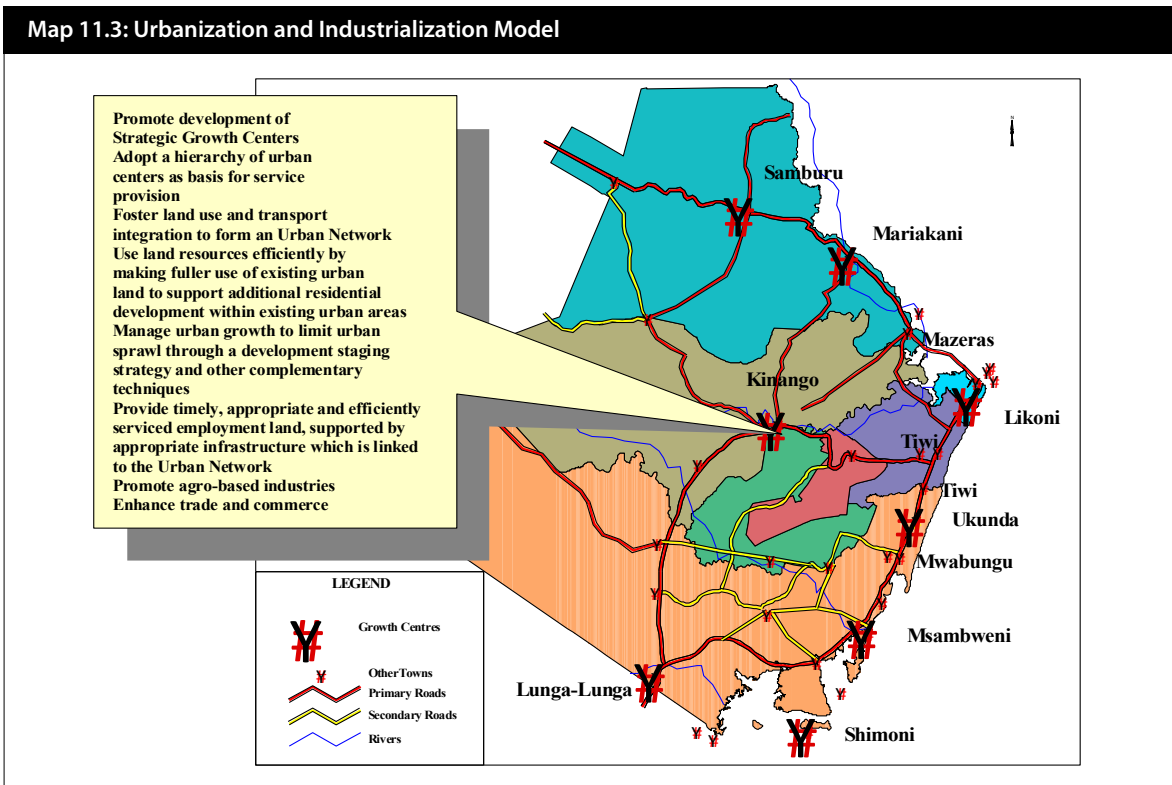 Map 11.3: Urbanization and Industrialization Model
Promote development of
Strategic Growth Centers
Adopt a hierarchy of urban
centers as basis for service
provision
Foster land use and transport
integration to form an Urban Network
Use land resources efficiently by
making fuller use of existing urban
land to support additional residential
development within existing urban areas
Manage urban growth to limit urban
sprawl through a development staging
strategy and other complementary
techniques
Provide timely, appropriate and efficiently
serviced employment land, supported by
appropriate infrastructure which is linked
to the Urban Network
Promote agro-based industries
Enhance trade and commerce
Samburu
Mariakani
Mazeras
Kinango
Likoni
Tiwi
Tiwi
Ukunda
Mwabungu
Msambweni
Lunga-Lunga
Shimoni
LEGEND
Growth Centres
OtherTowns
Primary Roads
Secondary Roads
Rivers